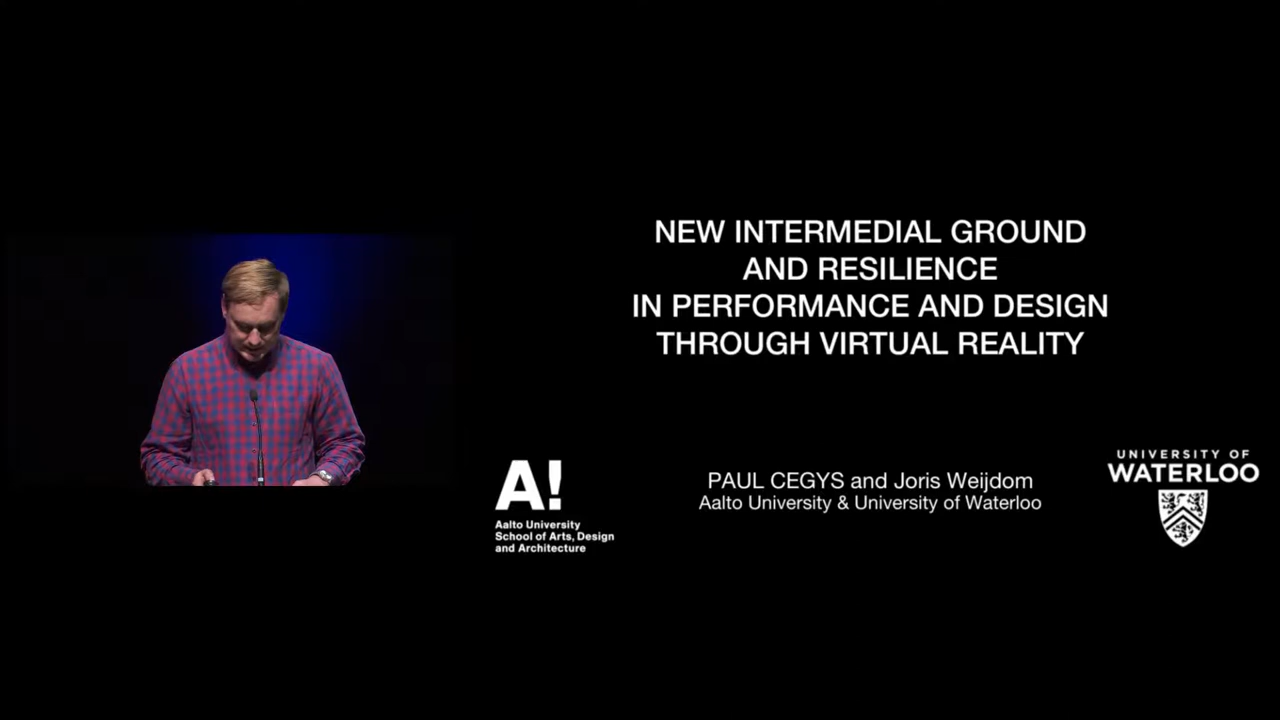 NEW INTERMEDIAL GROUND
AND RESILIENCE
IN PERFORMANCE AND DESIGN
THROUGH VIRTUAL REALITY
A!
Aalto University
School of Arts, Design
and Architecture
PAUL CEGYS and Joris Weijdom
Aalto University & University of Waterloo
UNIVERSITY OF
WATERLOO